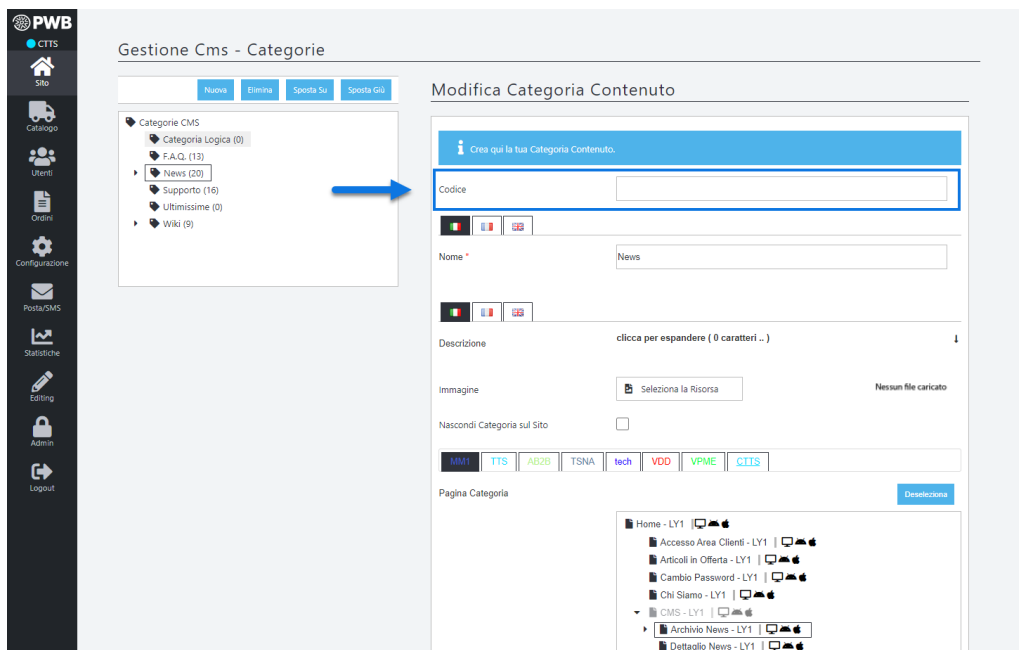 PWB
CTTS
Sito
Catalogo
Utenti
Ordini
Configurazione
Posta/SMS
Statistiche
Editing
Admin
Logout
Gestione Cms - Categorie
Nuova Elimina Sposta Su Sposta Giù
Categorie CMS
Categoria Logica (0)
F.A.Q. (13)
News (20)
Supporto (16)
Ultimissime (0)
Wiki (9)
Modifica Categoria Contenuto
Crea qui la tua Categoria Contenuto.
Codice
Nome * News
Descrizione clicca per espandere ( 0 caratteri .. )
Immagine Seleziona la Risorsa Nessun file caricato
Nascondi Categoria sul Sito
MM1 TTS AB2B TSNA tech VDD VPME CTTS
Pagina Categoria Deseleziona
Home - LY1 |
Accesso Area Clienti - LY1 |
Articoli in Offerta - LY1 |
Cambio Password - LY1 |
Chi Siamo - LY1 |
CMS - LY1 |
Archivio News - LY1 |
Dettaglio News - LY1 |